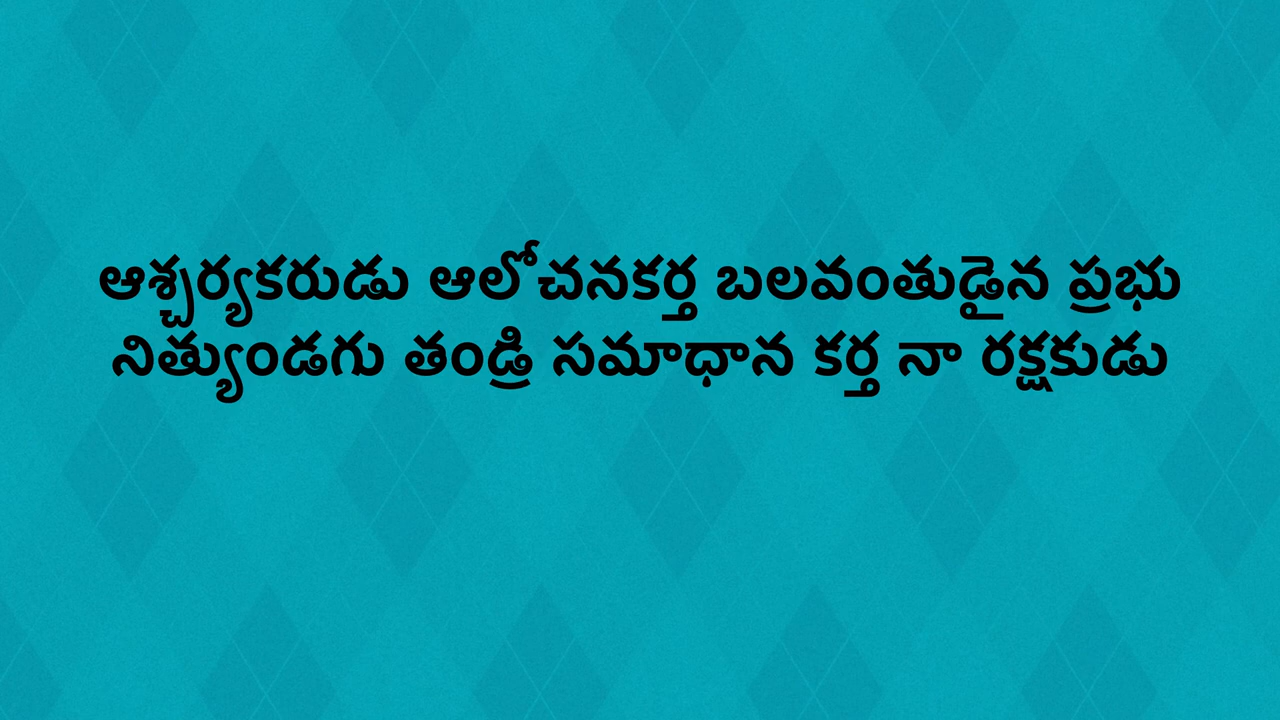 ఆశ్చర్యకరుడు ఆలోచనకర్త బలవంతుడైన ప్రభు
నిత్యుండగు తండ్రి సమాధాన కర్త నా రక్షకుడు